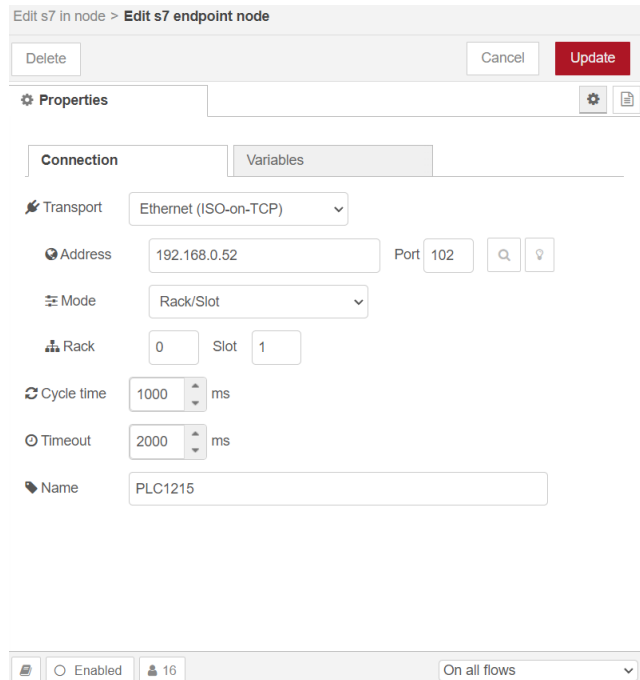 Edit s7 in node > Edit s7 endpoint node
Delete Cancel Update
Properties
Connection Variables
Transport Ethernet (ISO-on-TCP)
Address 192.168.0.52 Port 102
Mode Rack/Slot
Rack 0 Slot 1
Cycle time 1000 ms
Timeout 2000 ms
Name PLC1215
Enabled 16 On all flows